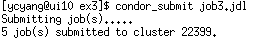 [ycyang@ui10 ex3]$ condor_submit job3.jdl
Submitting job(s).....
5 job(s) submitted to cluster 22399.